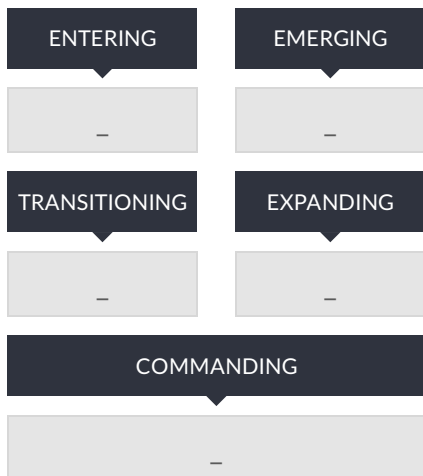 ENTERING EMERGING
– –
TRANSITIONING EXPANDING
– –
COMMANDING
–